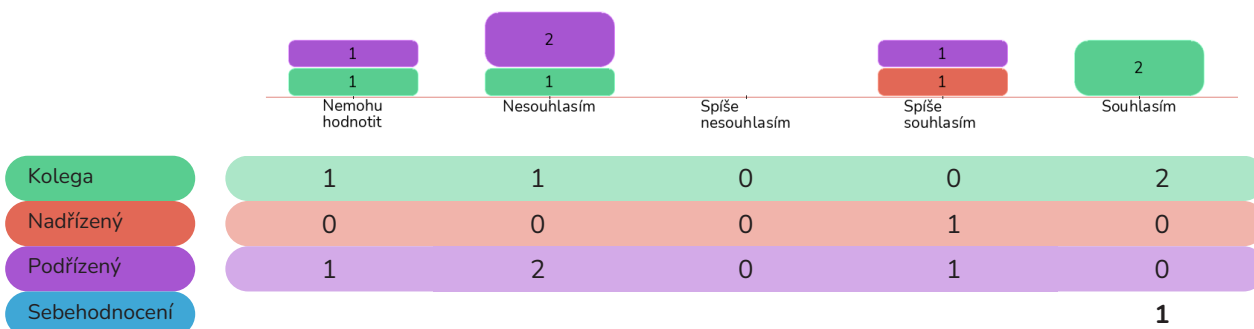 1 2 1
1 1 1 2
Nemohu hodnotit Nesouhlasím Spíše nesouhlasím Spíše souhlasím Souhlasím
Kolega 1 1 0 0 2
Nadřízený 0 0 0 1 0
Podřízený 1 2 0 1 0
Sebehodnocení 1